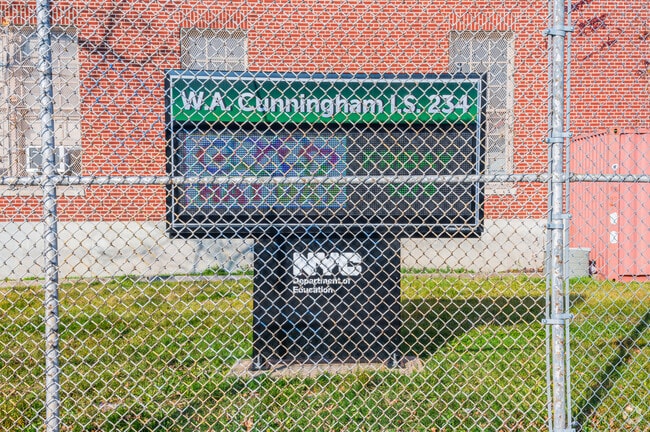 W.A. Cunningham I.S. 234
NYC
Department of
Education